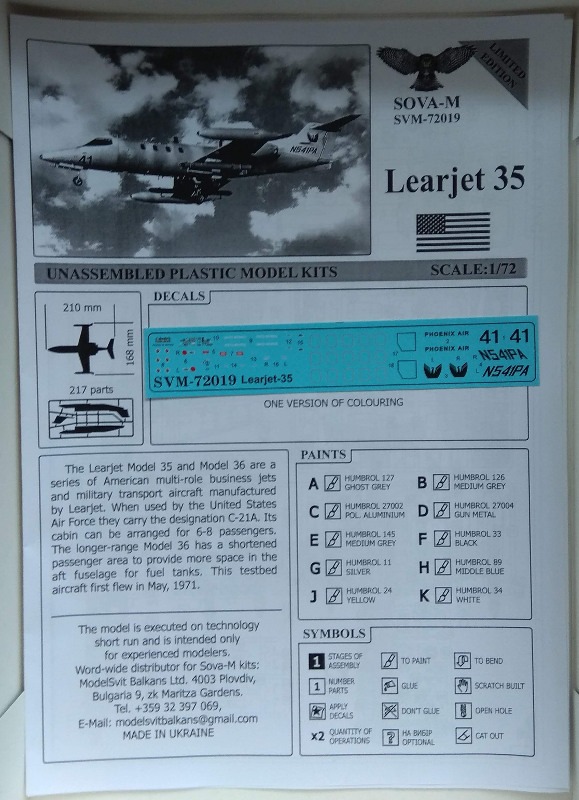 LIMITED
EDITION
SOVA-M
SVM-72019
Learjet 35
41
N541PA
UNASSEMBLED PLASTIC MODEL KITS
SCALE:1/72
210 mm
168 mm
217 parts
DECALS
PHOENIX AIR
PHOENIX AIR
41 41
N541PA
N541PA
SVM-72019 Learjet-35
ONE VERSION OF COLOURING
The Learjet Model 35 and Model 36 are a
series of American multi-role business jets
and military transport aircraft manufactured
by Learjet. When used by the United States
Air Force they carry the designation C-21A. Its
cabin can be arranged for 6-8 passengers.
The longer-range Model 36 has a shortened
passenger area to provide more space in the
aft fuselage for fuel tanks. This testbed
aircraft first flew in May, 1971.
The model is executed on technology
short run and is intended only
for experienced modelers.
Word-wide distributor for Sova-M kits:
ModelSvit Balkans Ltd. 4003 Plovdiv,
Bulgaria 9, zk Maritza Gardens.
Tel. +359 32 397 069,
E-Mail: modelsvitbalkans@gmail.com
MADE IN UKRAINE
PAINTS
A HUMBROL 127
GHOST GREY
B HUMBROL 126
MEDIUM GREY
C HUMBROL 27002
POL. ALUMINIUM
D HUMBROL 27004
GUN METAL
E HUMBROL 145
MEDIUM GREY
F HUMBROL 33
BLACK
G HUMBROL 11
SILVER
H HUMBROL 89
MIDDLE BLUE
J HUMBROL 24
YELLOW
K HUMBROL 34
WHITE
SYMBOLS
1 STAGES OF
ASSEMBLY
TO PAINT
TO BEND
1 NUMBER
PARTS
GLUE
SCRATCH BUILT
APPLY
DECALS
DON'T GLUE
OPEN HOLE
x2 QUANTITY OF
OPERATIONS
? НА ВИБІР
OPTIONAL
CAT OUT